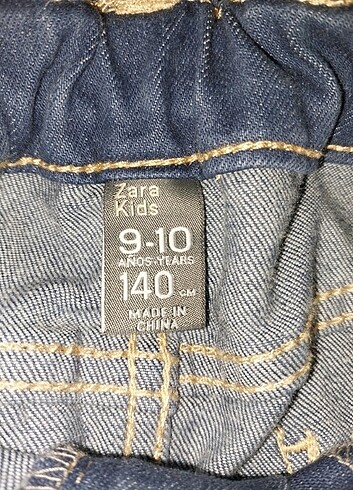 Zara
Kids
9-10
AÑOS-YEARS
140 CM
MADE IN
CHINA